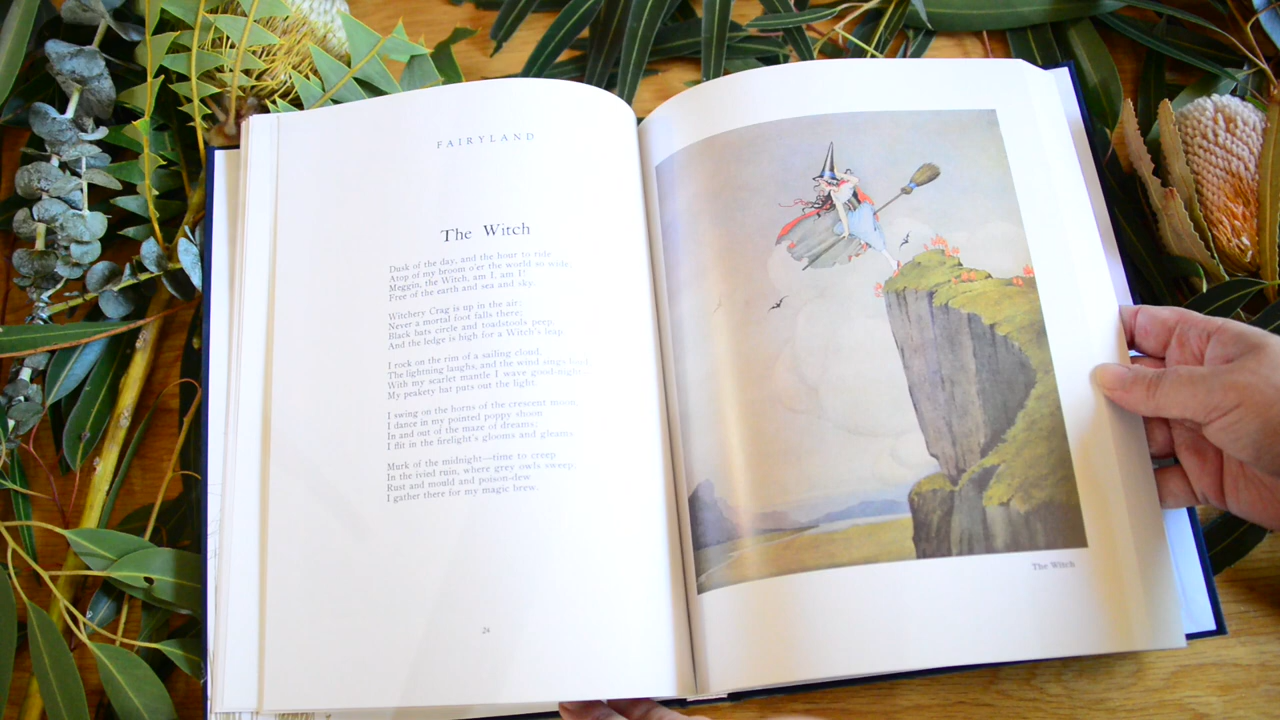 FAIRYLAND
The Witch
Dusk of the day, and the hour to ride
Atop of my broom o'er the world so wide.
Meggin, the Witch, am I, am I!
Free of the earth and sea and sky.
Witchery Crag is up in the air;
Never a mortal foot falls there;
Black bats circle and toadstools peep,
And the ledge is high for a Witch's leap.
I rock on the rim of a sailing cloud,
The lightning laughs, and the wind sings loud,
With my scarlet mantle I wave good-night,
My peakety hat puts out the light.
I swing on the horns of the crescent moon;
I dance in my pointed poppy shoon
In and out of the maze of dreams;
I flit in the firelight's glooms and gleams.
Murk of the midnight—time to creep
In the ivied ruin, where grey owls sweep;
Rust and mould and poison-dew
I gather there for my magic brew.
24
The Witch